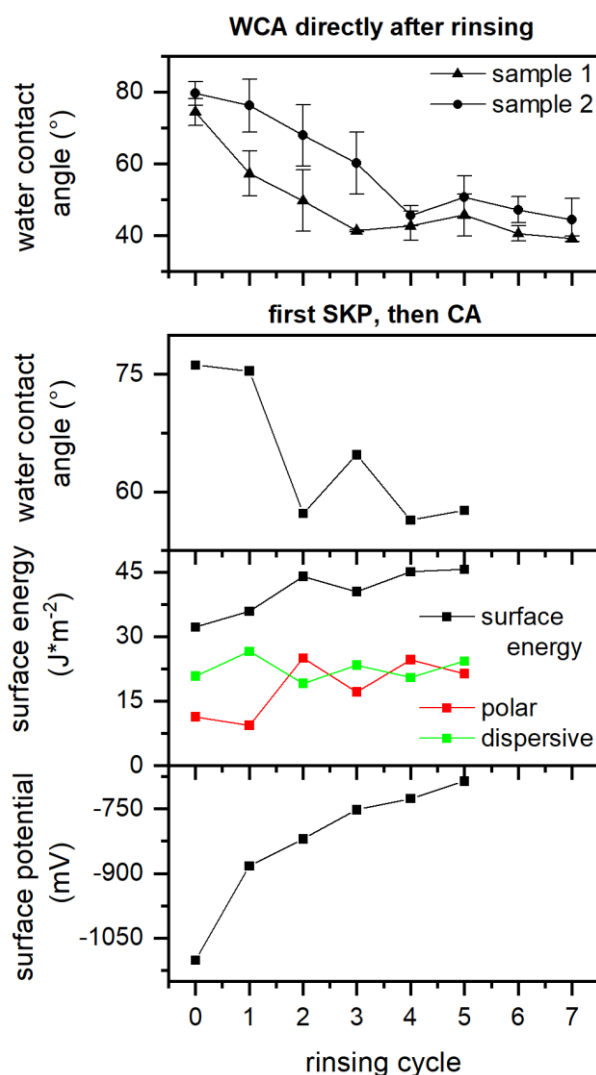 WCA directly after rinsing
water contact
angle (°)
80
60
40
sample 1
sample 2
first SKP, then CA
water contact
angle (°)
75
60
surface energy
(J*m-2)
45
30
15
0
surface
energy
polar
dispersive
surface potential
(mV)
-750
-900
-1050
0 1 2 3 4 5 6 7
rinsing cycle